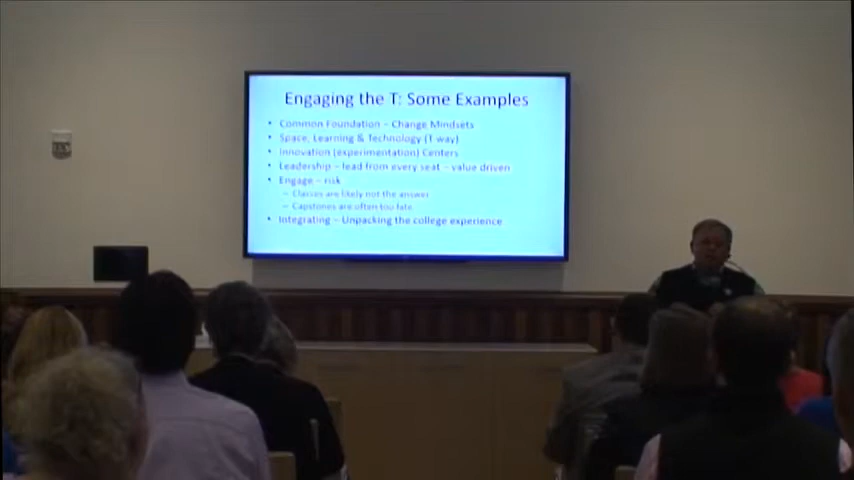 Engaging the T: Some Examples
• Common Foundation – Change Mindsets
• Space, Learning & Technology (T way)
• Innovation (experimentation) Centers
• Leadership – lead from every seat – value driven
• Engage – risk
– Classes are likely not the answer
– Capstones are often too late
• Integrating – Unpacking the college experience